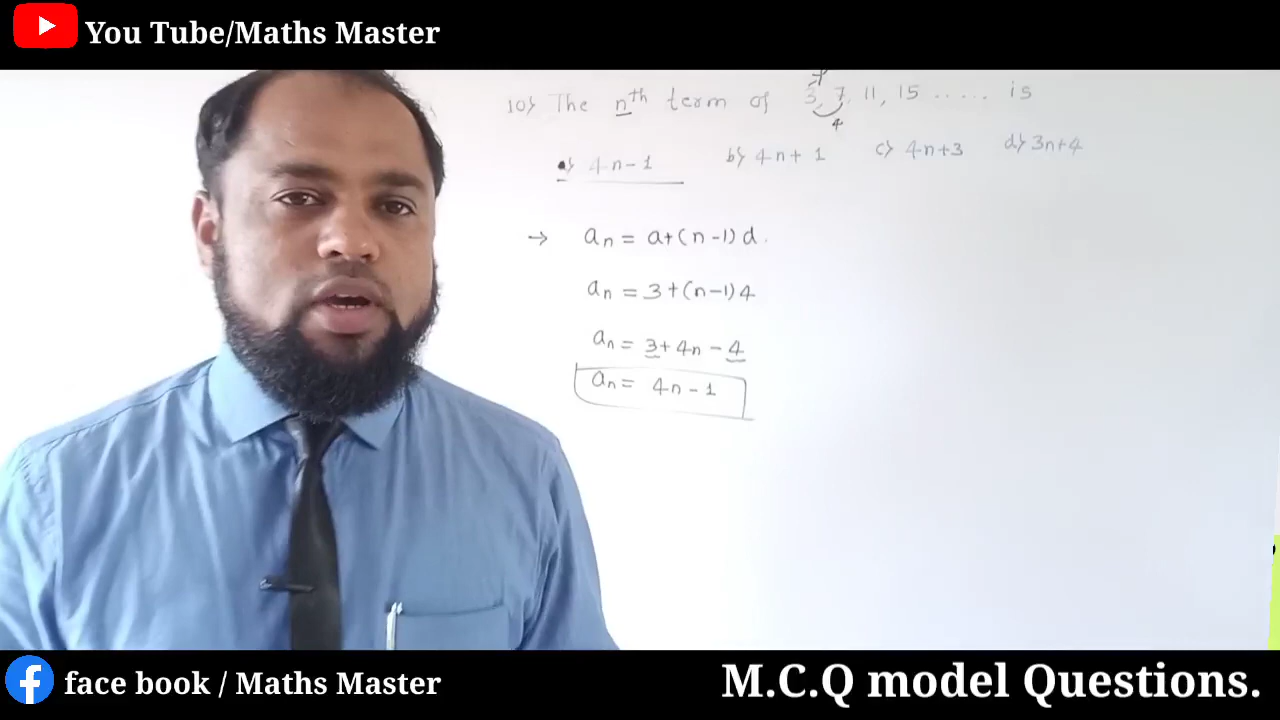 You Tube/Maths Master
10) The nth term of 3, 7, 11, 15 ..... is
4
4n-1 b) 4n+1 c) 4n+3 d) 3n+4
→ an = a+(n-1)d.
an = 3+(n-1)4
an = 3+4n-4
an = 4n-1
face book / Maths Master
M.C.Q model Questions.